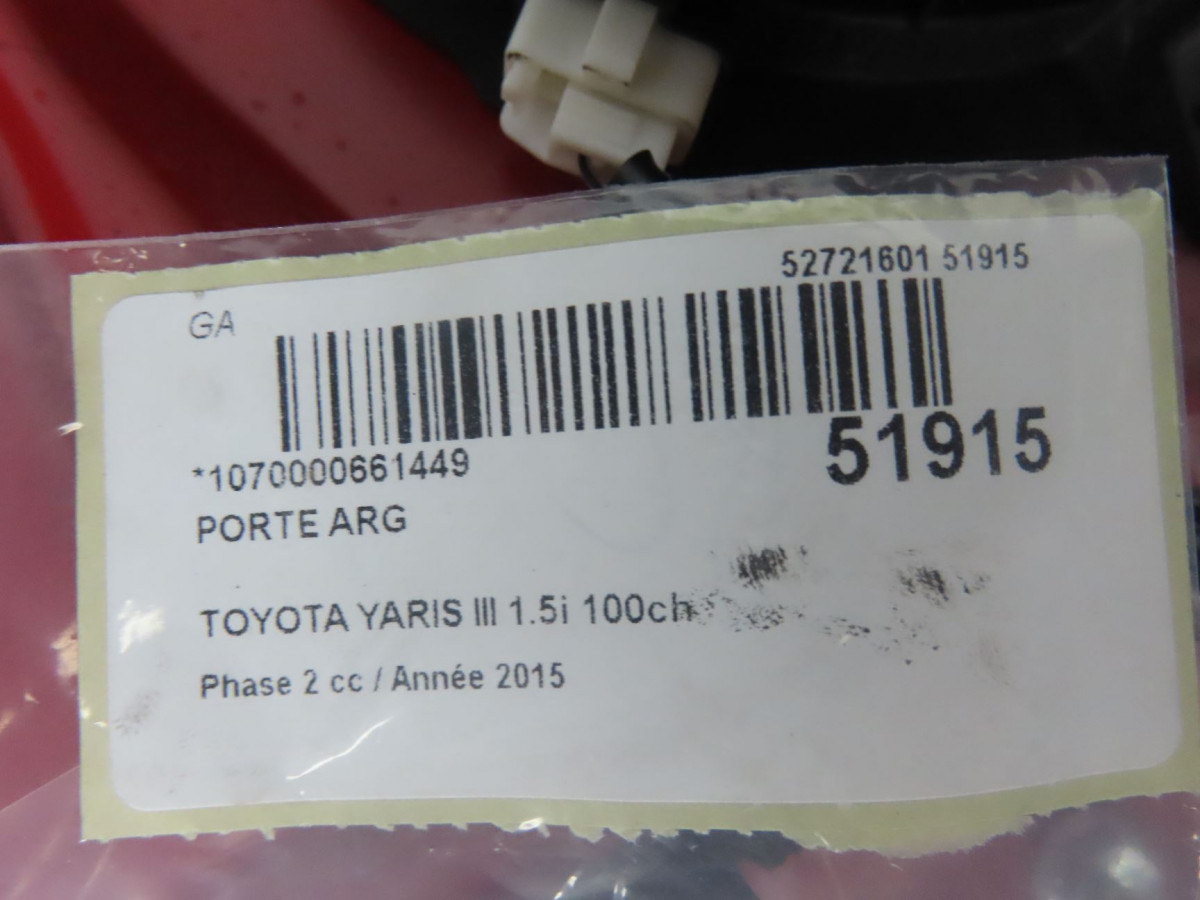 52721601 51915
GA
*1070000661449
51915
PORTE ARG
TOYOTA YARIS III 1.5i 100ch
Phase 2 cc / Année 2015